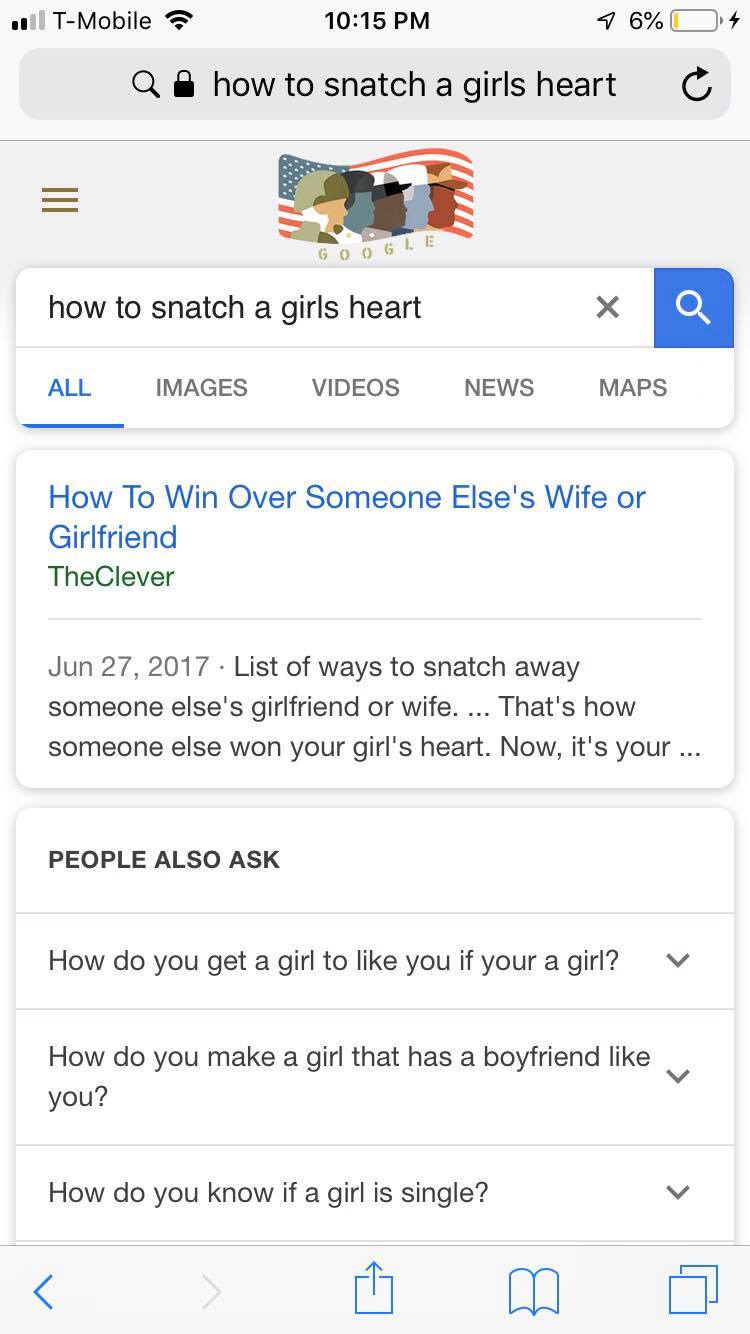 T-Mobile 10:15 PM 6%
how to snatch a girls heart
GOOGLE
how to snatch a girls heart
ALL IMAGES VIDEOS NEWS MAPS
How To Win Over Someone Else's Wife or
Girlfriend
TheClever
Jun 27, 2017 · List of ways to snatch away
someone else's girlfriend or wife. ... That's how
someone else won your girl's heart. Now, it's your ...
PEOPLE ALSO ASK
How do you get a girl to like you if your a girl?
How do you make a girl that has a boyfriend like
you?
How do you know if a girl is single?